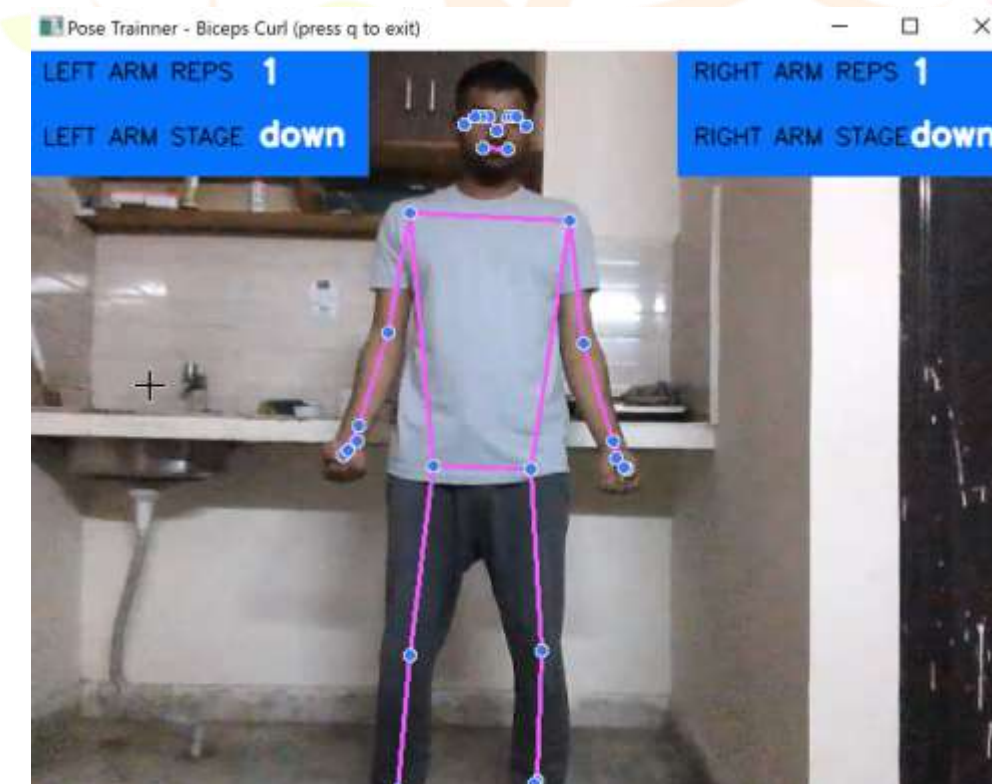 Pose Trainner - Biceps Curl (press q to exit)
LEFT ARM REPS 1
LEFT ARM STAGE down
RIGHT ARM REPS 1
RIGHT ARM STAGE down